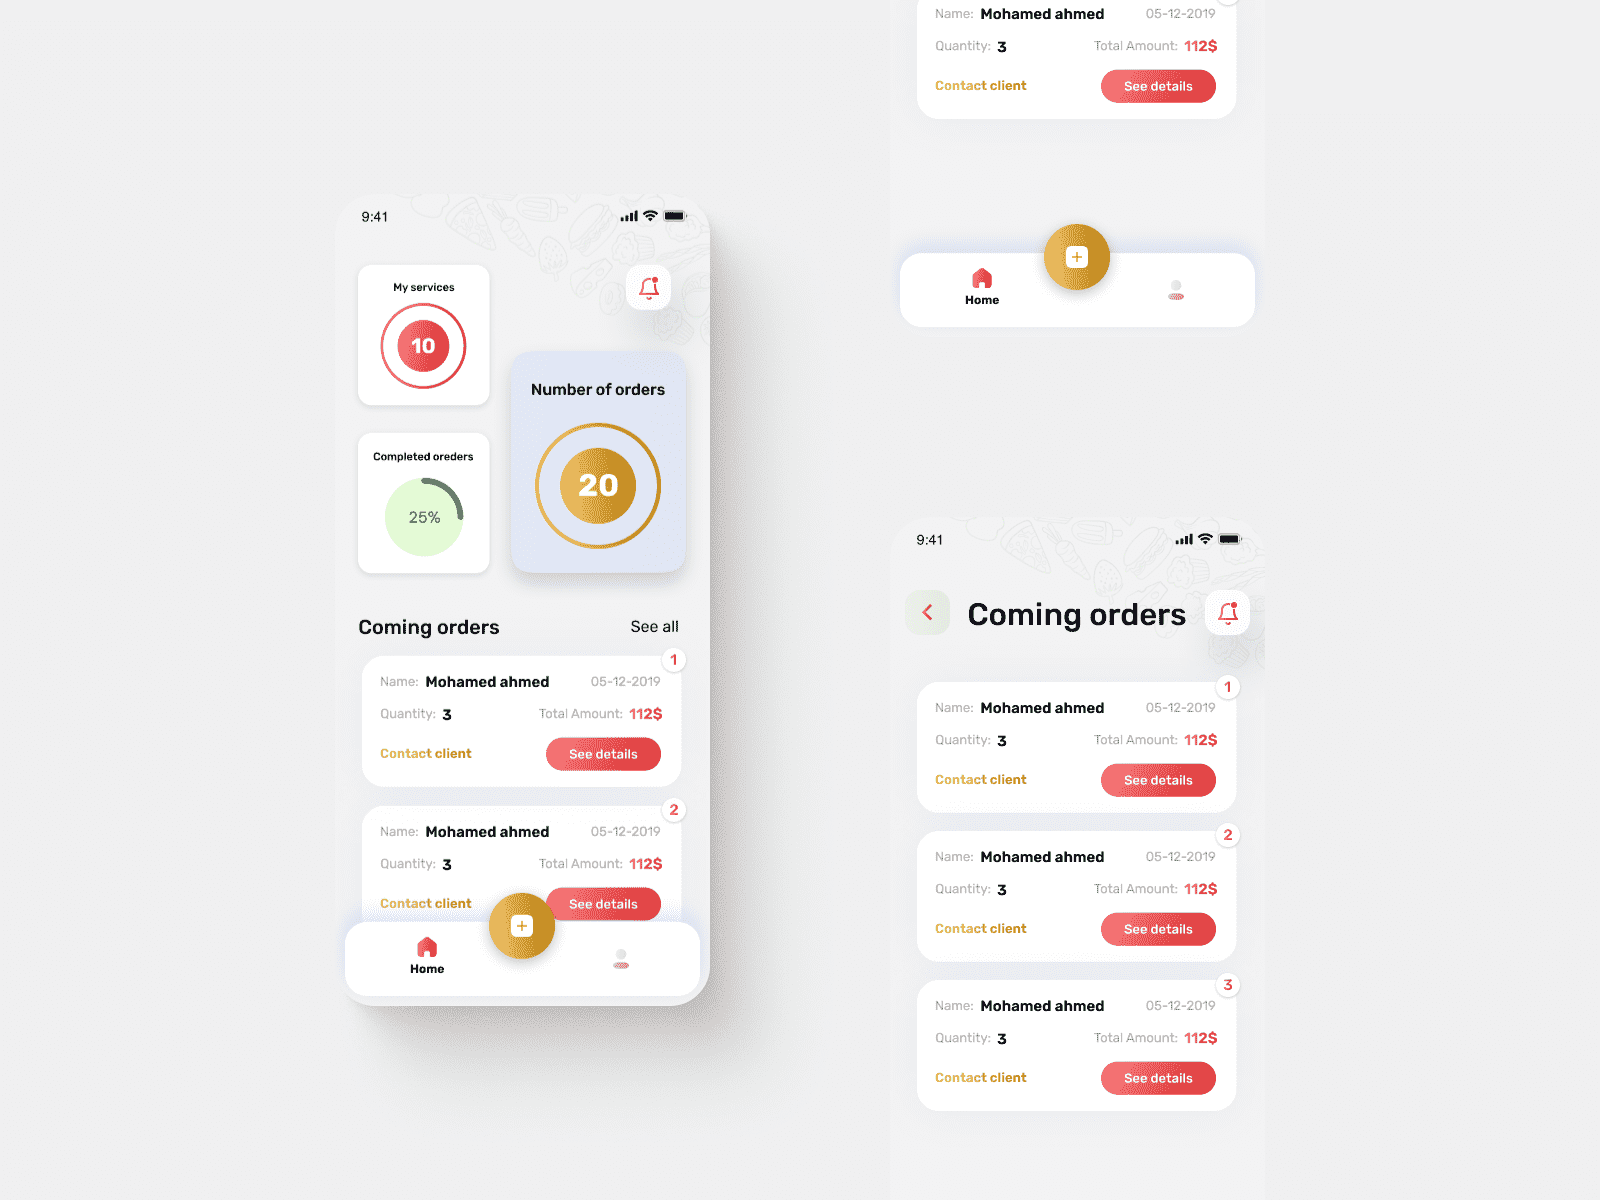 9:41
My services
10
Completed oreders
25%
Number of orders
20
Coming orders See all
1
Name: Mohamed ahmed 05-12-2019
Quantity: 3 Total Amount: 112$
Contact client See details
2
Name: Mohamed ahmed 05-12-2019
Quantity: 3 Total Amount: 112$
Contact client See details
Home
Name: Mohamed ahmed 05-12-2019
Quantity: 3 Total Amount: 112$
Contact client See details
Home
9:41
Coming orders
1
Name: Mohamed ahmed 05-12-2019
Quantity: 3 Total Amount: 112$
Contact client See details
2
Name: Mohamed ahmed 05-12-2019
Quantity: 3 Total Amount: 112$
Contact client See details
3
Name: Mohamed ahmed 05-12-2019
Quantity: 3 Total Amount: 112$
Contact client See details